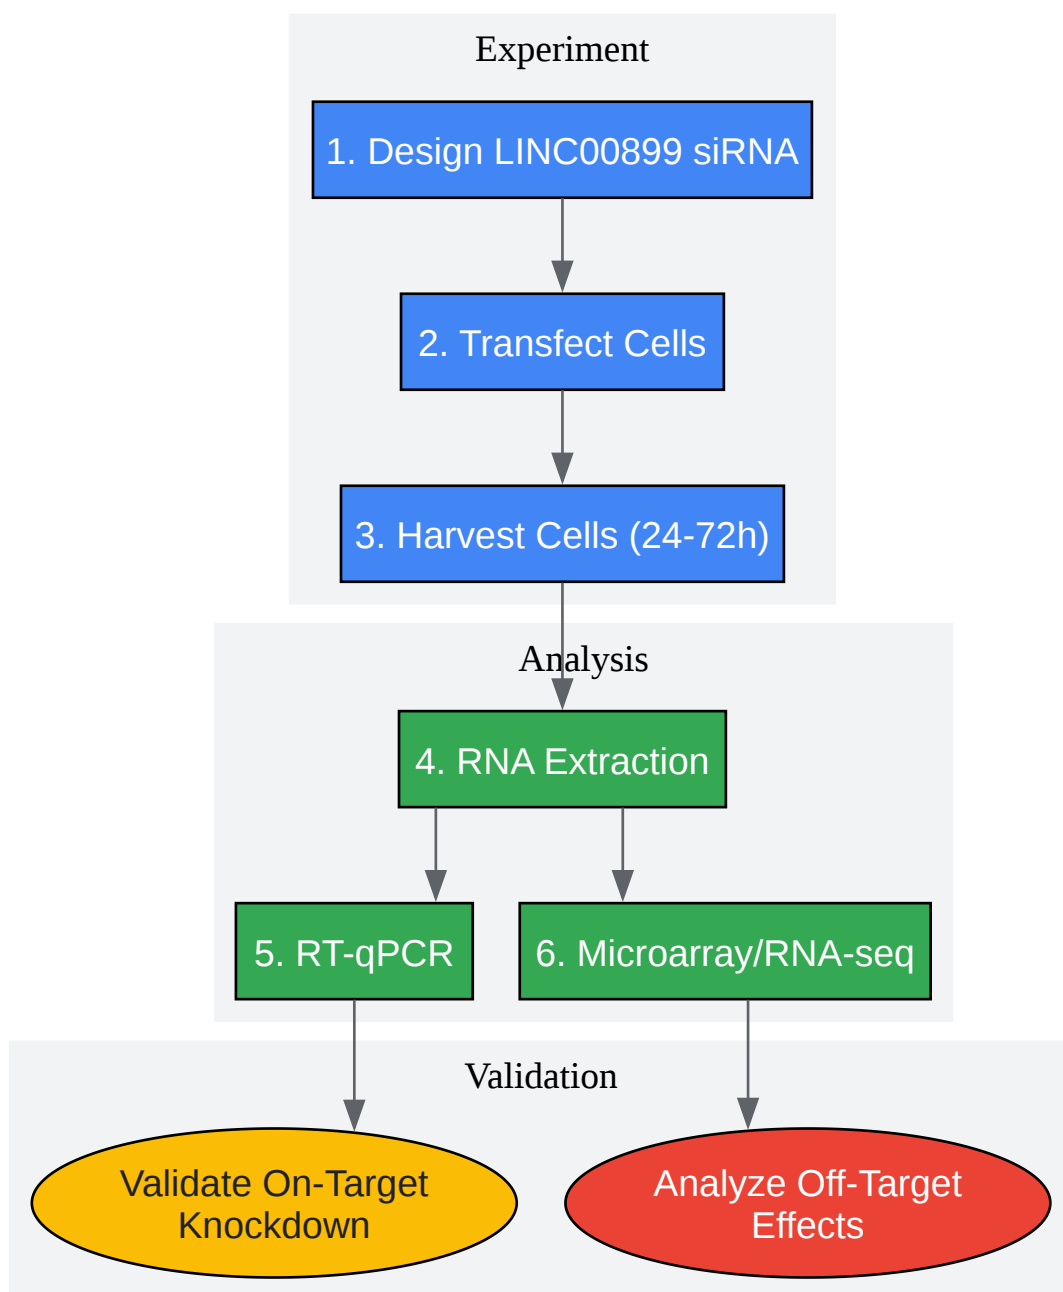 Experiment
1. Design LINC00899 siRNA
2. Transfect Cells
3. Harvest Cells (24-72h)
Analysis
4. RNA Extraction
5. RT-qPCR
6. Microarray/RNA-seq
Validation
Validate On-Target
Knockdown
Analyze Off-Target
Effects